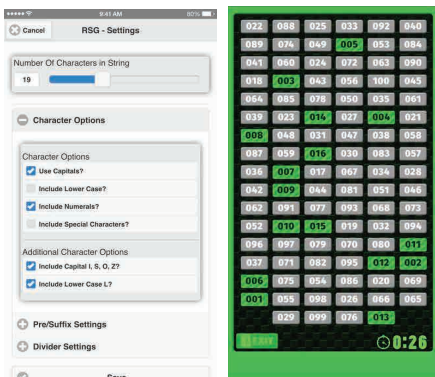 9:41 AM 80%
Cancel RSG - Settings
Number Of Characters in String
19
Character Options
Character Options
Use Capitals?
Include Lower Case?
Include Numerals?
Include Special Characters?
Additional Character Options
Include Capital I, S, O, Z?
Include Lower Case L?
Pre/Suffix Settings
Divider Settings
Save
022 088 025 033 092 040
089 074 049 005 053 084
041 060 024 072 063 090
018 003 043 056 100 045
064 085 078 050 035 061
039 023 014 027 004 021
008 048 031 047 038 058
087 059 016 030 083 057
036 007 017 067 034 028
042 009 044 081 051 046
062 091 077 093 068 073
052 010 015 019 032 094
096 097 079 070 080 011
037 071 082 095 012 002
006 075 054 086 020 069
001 055 098 026 066 065
029 099 076 013
EXIT 0:26